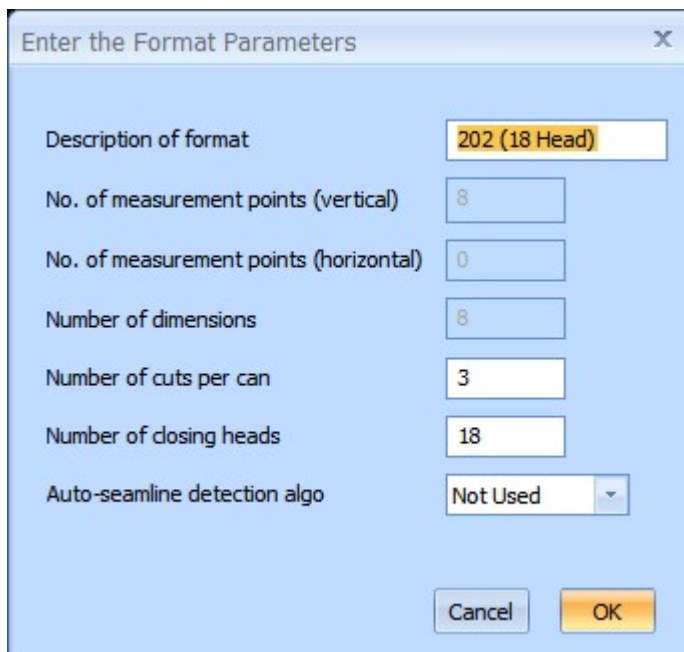 Enter the Format Parameters
Description of format 202 (18 Head)
No. of measurement points (vertical) 8
No. of measurement points (horizontal) 0
Number of dimensions 8
Number of cuts per can 3
Number of closing heads 18
Auto-seamline detection algo Not Used
Cancel OK